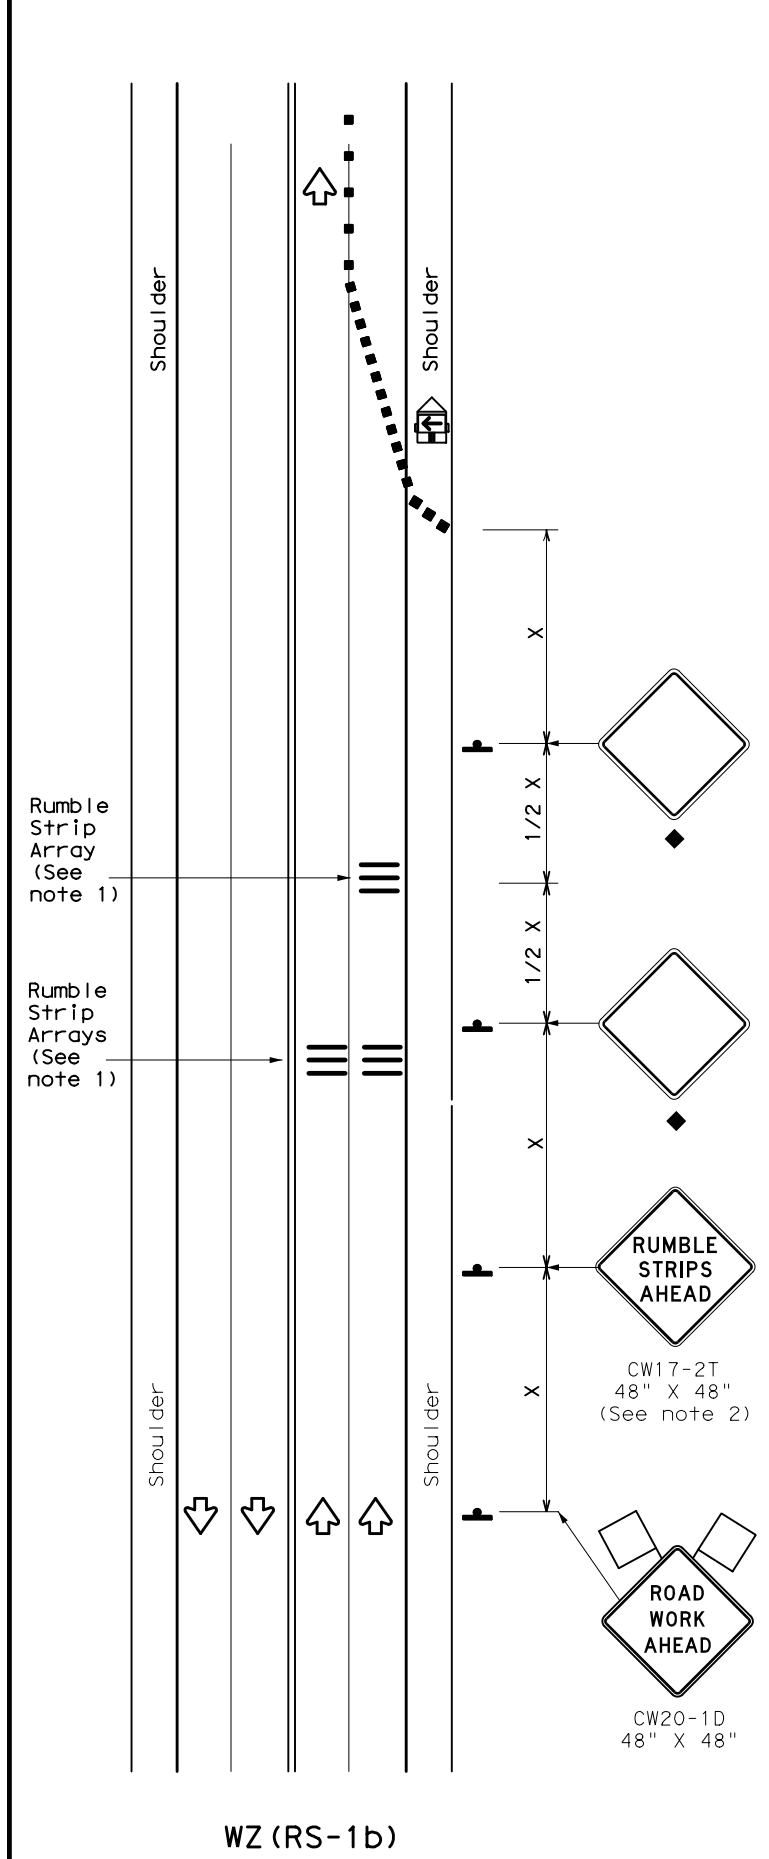 Shoulder
Shoulder
X
1/2 X
Rumble
Strip
Array
(See
note 1)
1/2 X
Rumble
Strip
Arrays
(See
note 1)
X
RUMBLE
STRIPS
AHEAD
CW17-2T
48" X 48"
(See note 2)
X
Shoulder
Shoulder
ROAD
WORK
AHEAD
CW20-1D
48" X 48"
WZ(RS-1b)